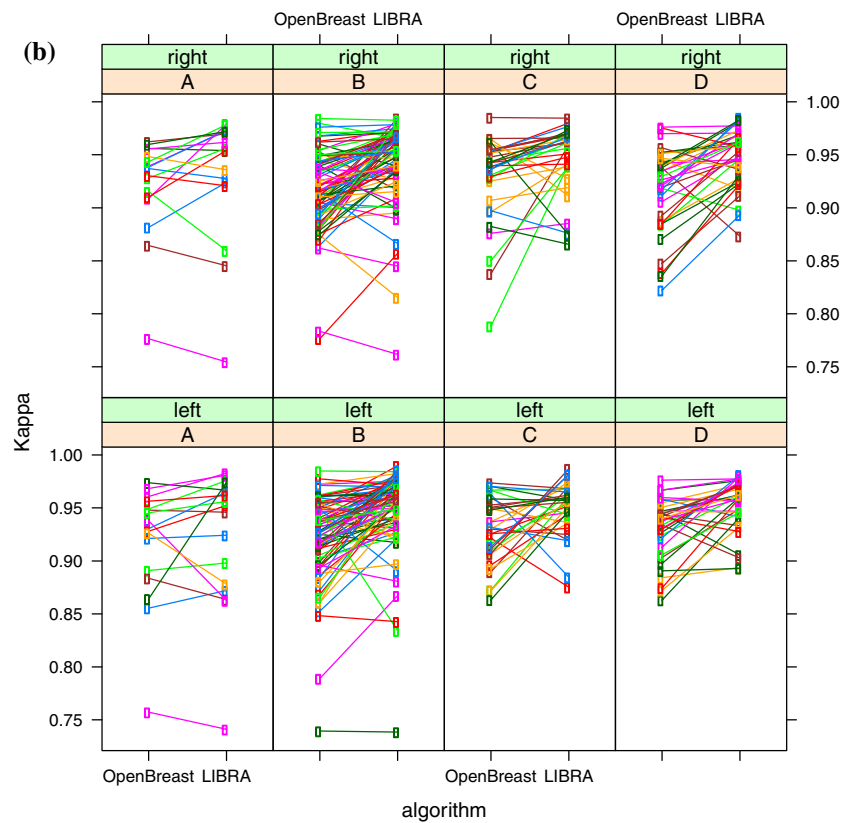 OpenBreast LIBRA OpenBreast LIBRA
(b)
right right right right
A B C D
1.00
0.95
0.90
0.85
0.80
0.75
Kappa
left left left left
A B C D
1.00
0.95
0.90
0.85
0.80
0.75
OpenBreast LIBRA OpenBreast LIBRA
algorithm